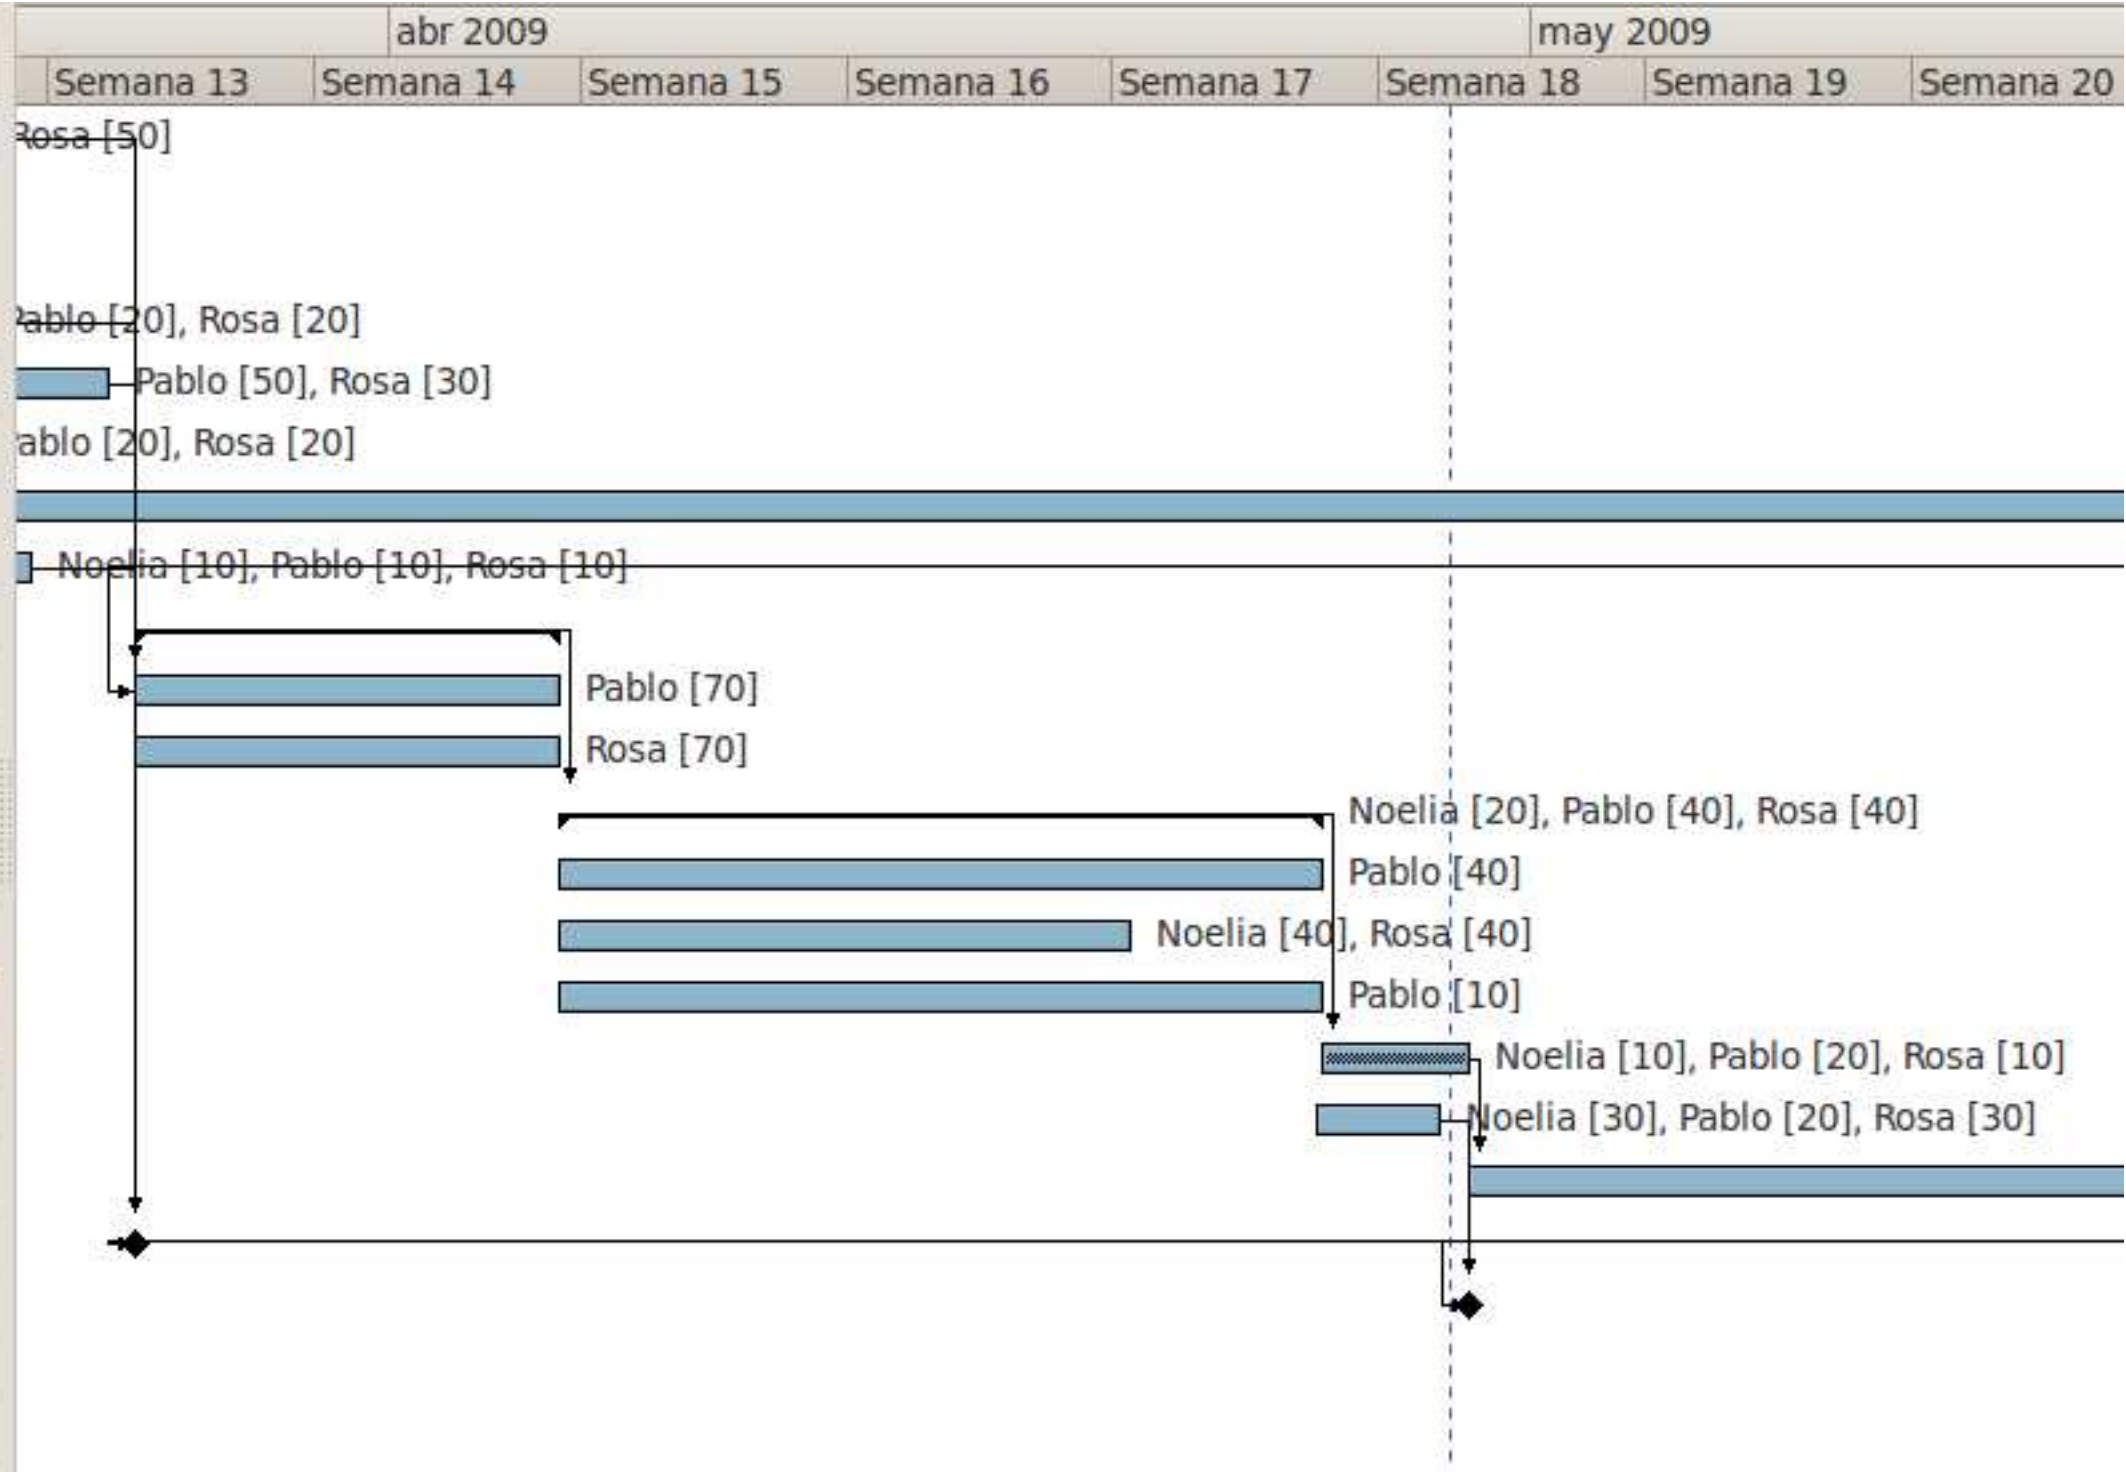 abr 2009 may 2009
Semana 13 Semana 14 Semana 15 Semana 16 Semana 17 Semana 18 Semana 19 Semana 20
Rosa [50]
Pablo [20], Rosa [20]
Pablo [50], Rosa [30]
ablo [20], Rosa [20]
Noelia [10], Pablo [10], Rosa [10]
Pablo [70]
Rosa [70]
Noelia [20], Pablo [40], Rosa [40]
Pablo [40]
Noelia [40], Rosa [40]
Pablo [10]
Noelia [10], Pablo [20], Rosa [10]
Noelia [30], Pablo [20], Rosa [30]